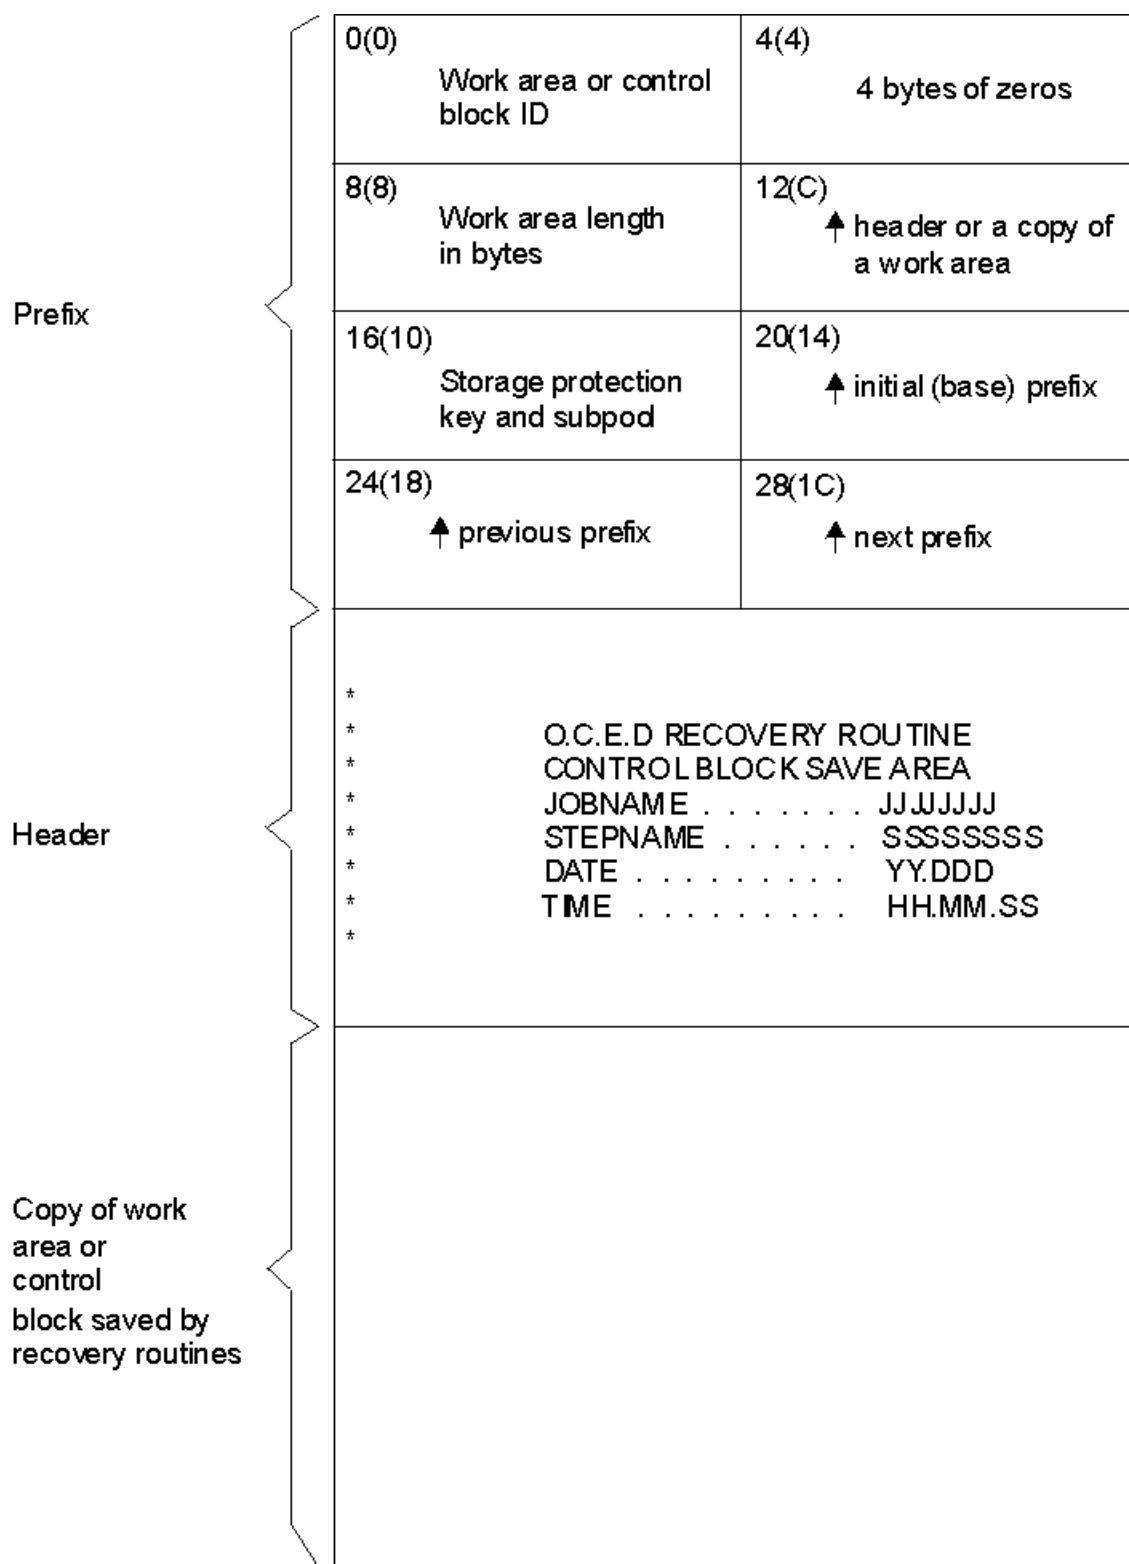 0(0)
Work area or control
block ID
4(4)
4 bytes of zeros
8(8)
Work area length
in bytes
12(C)
↑ header or a copy of
a work area
Prefix
16(10)
Storage protection
key and subpod
20(14)
↑ initial (base) prefix
24(18)
↑ previous prefix
28(1C)
↑ next prefix
*
* O.C.E.D RECOVERY ROUTINE
* CONTROL BLOCK SAVE AREA
* JOBNAME . . . . . . . JJJJJJJJ
Header
* STEPNAME . . . . . . SSSSSSSS
* DATE . . . . . . . . . YY.DDD
* TIME . . . . . . . . . HH.MM.SS
*
Copy of work
area or
control
block saved by
recovery routines